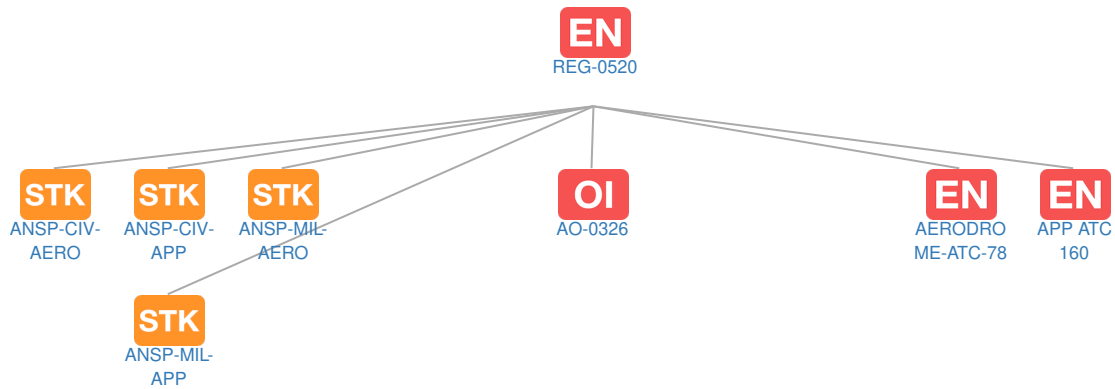 EN
REG-0520
STK
ANSP-CIV-
AERO
STK
ANSP-CIV-
APP
STK
ANSP-MIL-
AERO
OI
AO-0326
EN
AERODRO
ME-ATC-78
EN
APP ATC
160
STK
ANSP-MIL-
APP